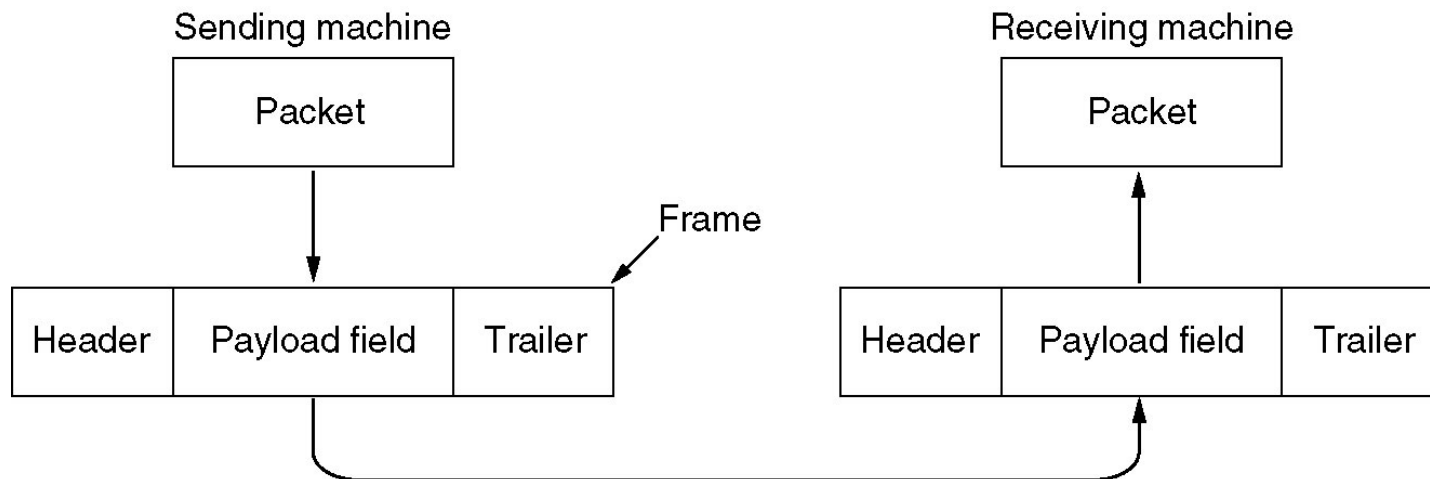 Sending machine
Receiving machine
Packet
Packet
Frame
Header
Payload field
Trailer
Header
Payload field
Trailer